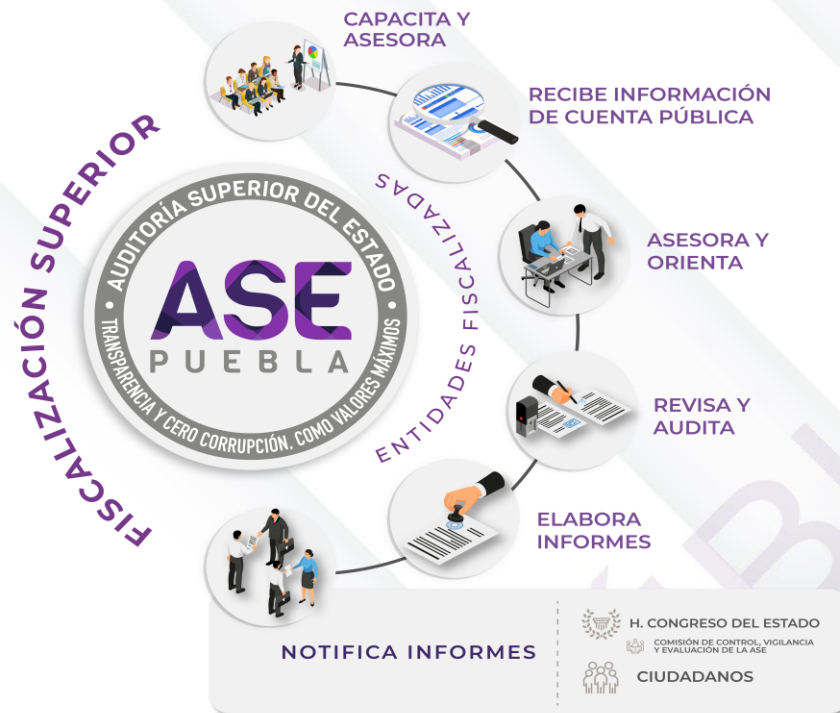 CAPACITA Y
ASESORA
RECIBE INFORMACIÓN
DE CUENTA PÚBLICA
FISCALIZACIÓN SUPERIOR
AUDITORÍA SUPERIOR DEL ESTADO
ASE
PUEBLA
TRANSPARENCIA Y CERO CORRUPCIÓN, COMO VALORES MÁXIMOS
ENTIDADES FISCALIZADAS
ASESORA Y
ORIENTA
REVISA Y
AUDITA
ELABORA
INFORMES
NOTIFICA INFORMES
H. CONGRESO DEL ESTADO
COMISIÓN DE CONTROL, VIGILANCIA
Y EVALUACIÓN DE LA ASE
CIUDADANOS